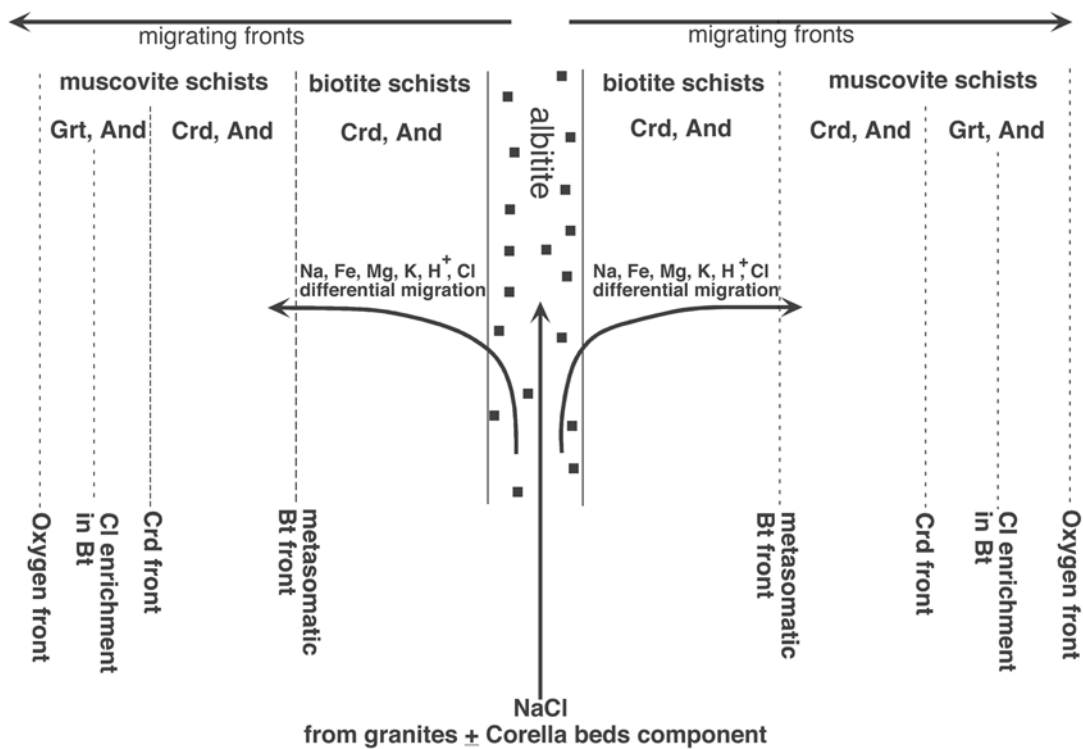 migrating fronts
migrating fronts
muscovite schists
biotite schists
biotite schists
muscovite schists
Grt, And
Crd, And
Crd, And
albitite
Crd, And
Crd, And
Grt, And
Na, Fe, Mg, K, H+, Cl
differential migration
Na, Fe, Mg, K, H+, Cl
differential migration
Oxygen front
Cl enrichment
in Bt
Crd front
metasomatic
Bt front
metasomatic
Bt front
Crd front
Cl enrichment
in Bt
Oxygen front
NaCl
from granites ± Corella beds component